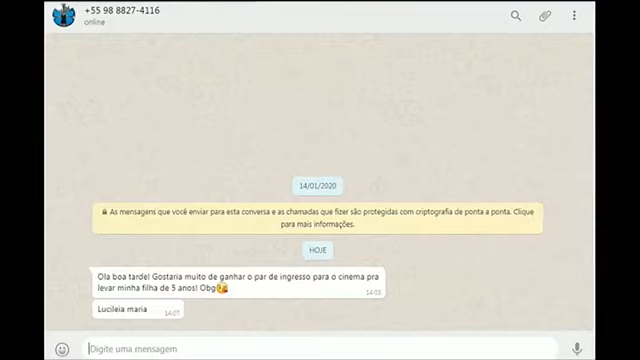 +55 98 8827-4116
online
14/01/2020
As mensagens que você enviar para esta conversa e as chamadas que fizer são protegidas com criptografia de ponta a ponta. Clique
para mais informações.
HOJE
Ola boa tarde! Gostaria muito de ganhar o par de ingresso para o cinema pra
levar minha filha de 5 anos! Obg😘
14:05
Lucileia maria
14:07
Digite uma mensagem